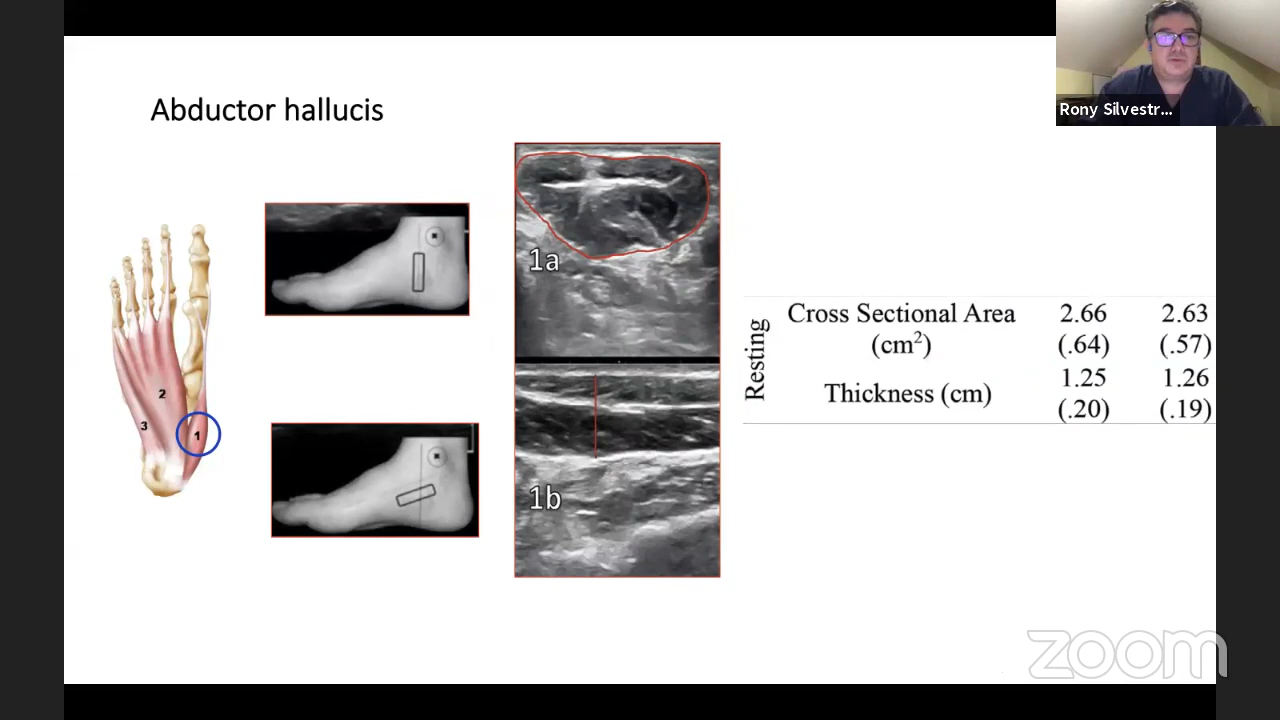 Rony Silvestr...
Abductor hallucis
1a
1b
2
3
1
Resting
Cross Sectional Area 2.66 2.63
(cm2) (.64) (.57)
Thickness (cm) 1.25 1.26
(.20) (.19)
zoom